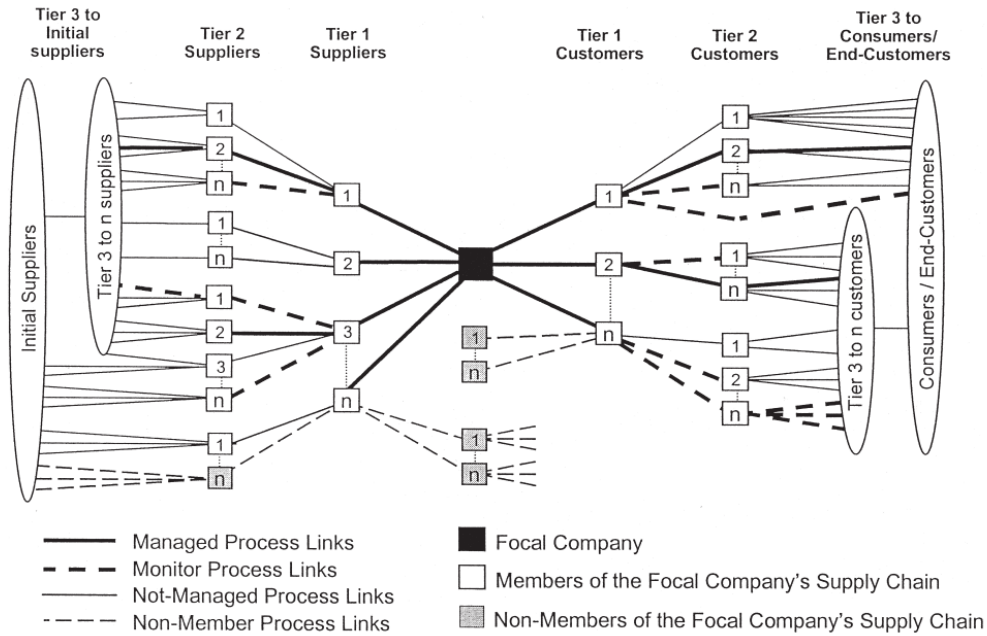 Tier 3 to
Initial
suppliers
Tier 2
Suppliers
Tier 1
Suppliers
Tier 1
Customers
Tier 2
Customers
Tier 3 to
Consumers/
End-Customers
Initial Suppliers
Tier 3 to n suppliers
1
2
n
1
n
1
2
3
n
1
n
1
2
3
n
1
n
1
n
1
2
n
1
2
n
1
n
1
2
n
Tier 3 to n customers
Consumers / End-Customers
Managed Process Links
Monitor Process Links
Not-Managed Process Links
Non-Member Process Links
Focal Company
Members of the Focal Company's Supply Chain
Non-Members of the Focal Company's Supply Chain